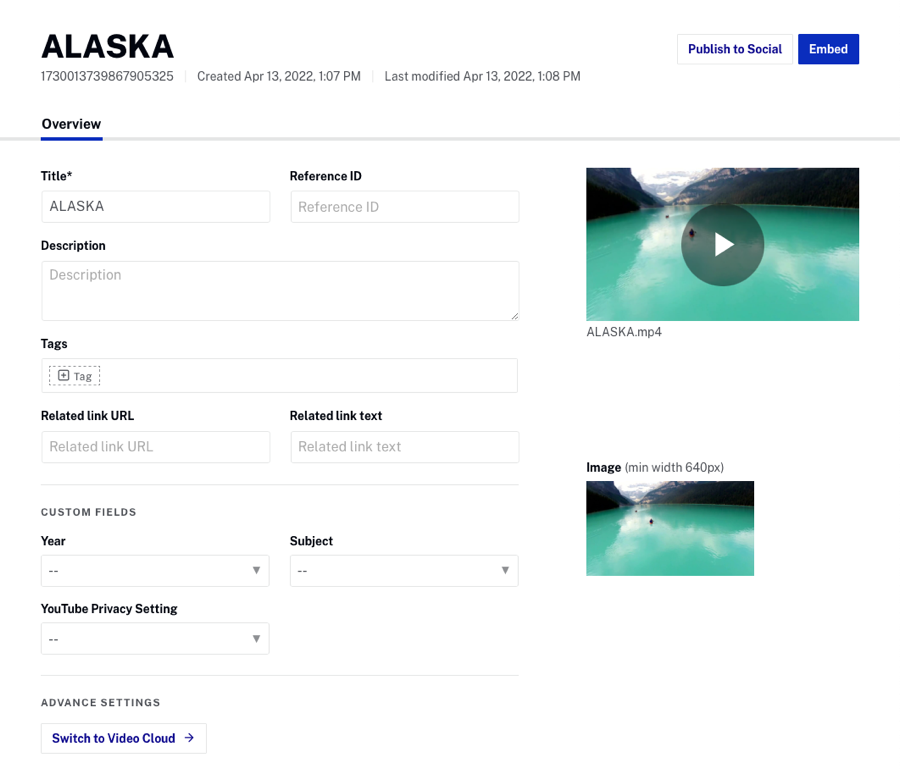 ALASKA
Publish to Social
Embed
1730013739867905325
Created Apr 13, 2022, 1:07 PM
Last modified Apr 13, 2022, 1:08 PM
Overview
Title*
Reference ID
ALASKA
Reference ID
Description
Description
ALASKA.mp4
Tags
Tag
Related link URL
Related link text
Related link URL
Related link text
Image (min width 640px)
CUSTOM FIELDS
Year
Subject
--
--
YouTube Privacy Setting
--
ADVANCE SETTINGS
Switch to Video Cloud